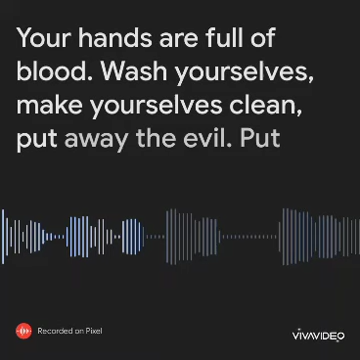 Your hands are full of
blood. Wash yourselves,
make yourselves clean,
put away the evil. Put
Recorded on Pixel
VIVAVIDEO